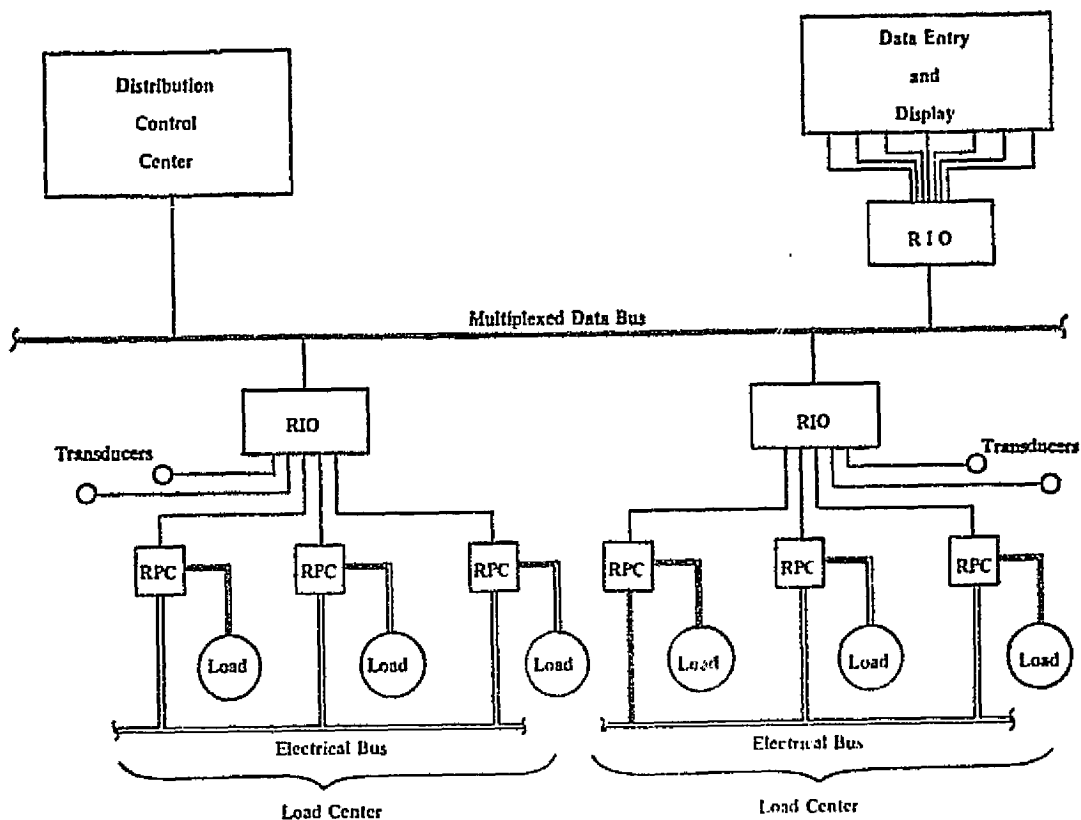 Distribution
Control
Center
Data Entry
and
Display
R I O
Multiplexed Data Bus
RIO
RIO
Transducers
Transducers
RPC
RPC
RPC
RPC
RPC
RPC
Load
Load
Load
Load
Load
Load
Electrical Bus
Electrical Bus
Load Center
Load Center